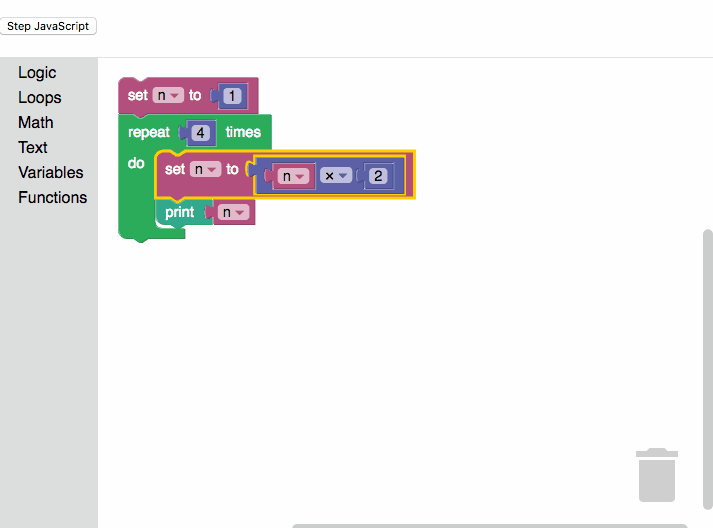 Step JavaScript
Logic
Loops
Math
Text
Variables
Functions
set n to 1
repeat 4 times
do set n to n × 2
print n